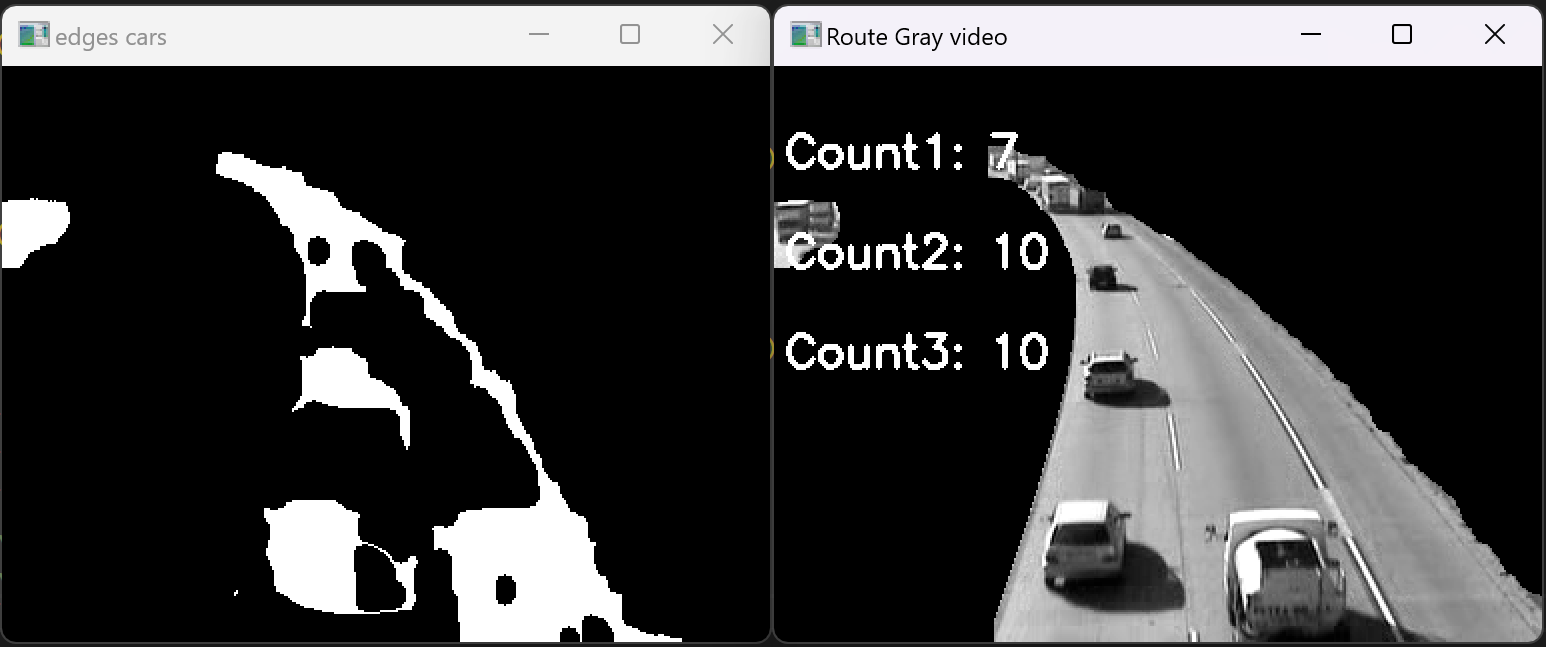 edges cars
Route Gray video
Count1: 7
Count2: 10
Count3: 10